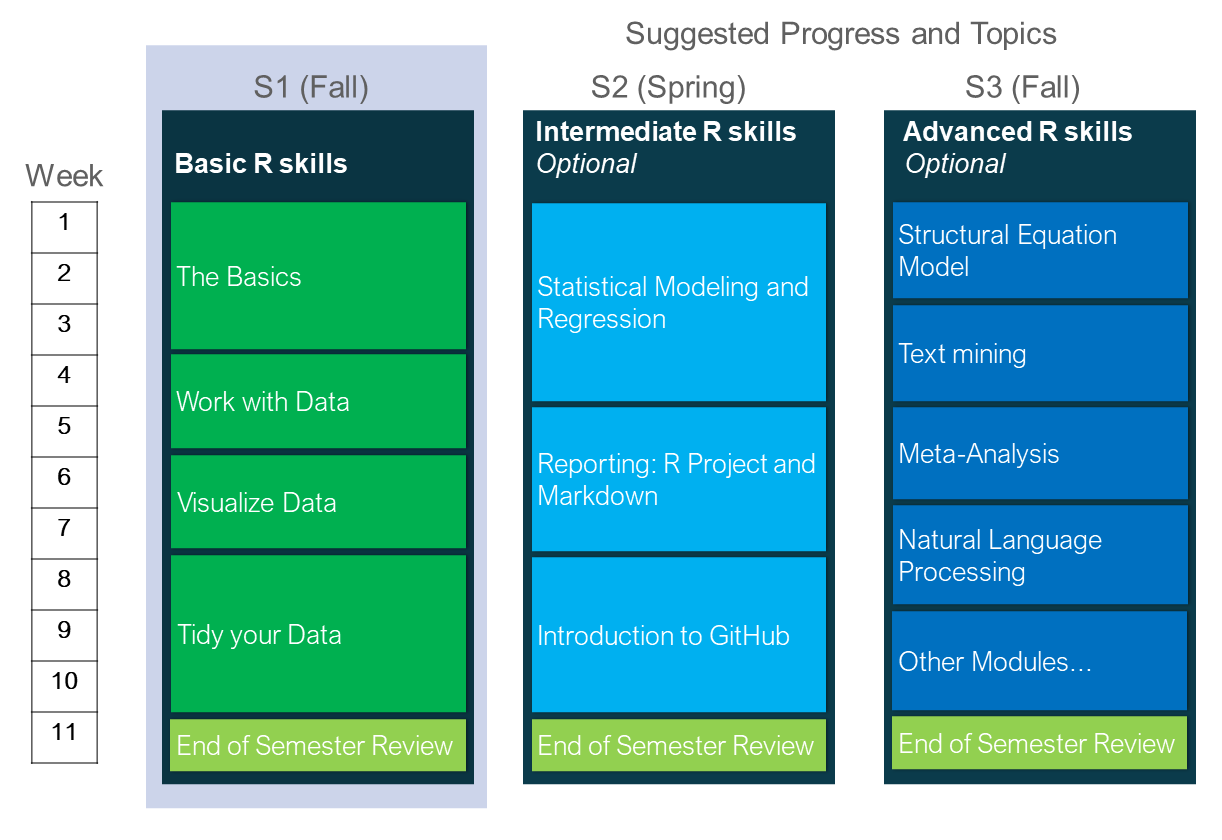 Suggested Progress and Topics
S1 (Fall)
S2 (Spring)
S3 (Fall)
Week
1
2
3
4
5
6
7
8
9
10
11
Basic R skills
The Basics
Work with Data
Visualize Data
Tidy your Data
End of Semester Review
Intermediate R skills
Optional
Statistical Modeling and
Regression
Reporting: R Project and
Markdown
Introduction to GitHub
End of Semester Review
Advanced R skills
Optional
Structural Equation
Model
Text mining
Meta-Analysis
Natural Language
Processing
Other Modules...
End of Semester Review